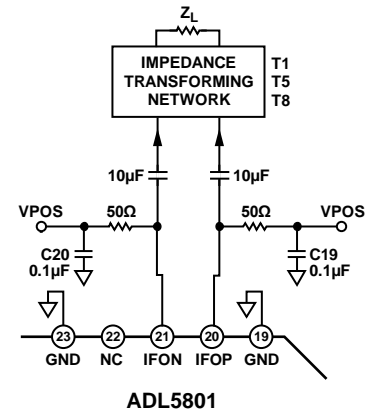 ZL
IMPEDANCE
TRANSFORMING
NETWORK
T1
T5
T8
10µF
10µF
VPOS
50Ω
50Ω
VPOS
C20
0.1µF
C19
0.1µF
23
22
21
20
19
GND
NC
IFON
IFOP
GND
ADL5801